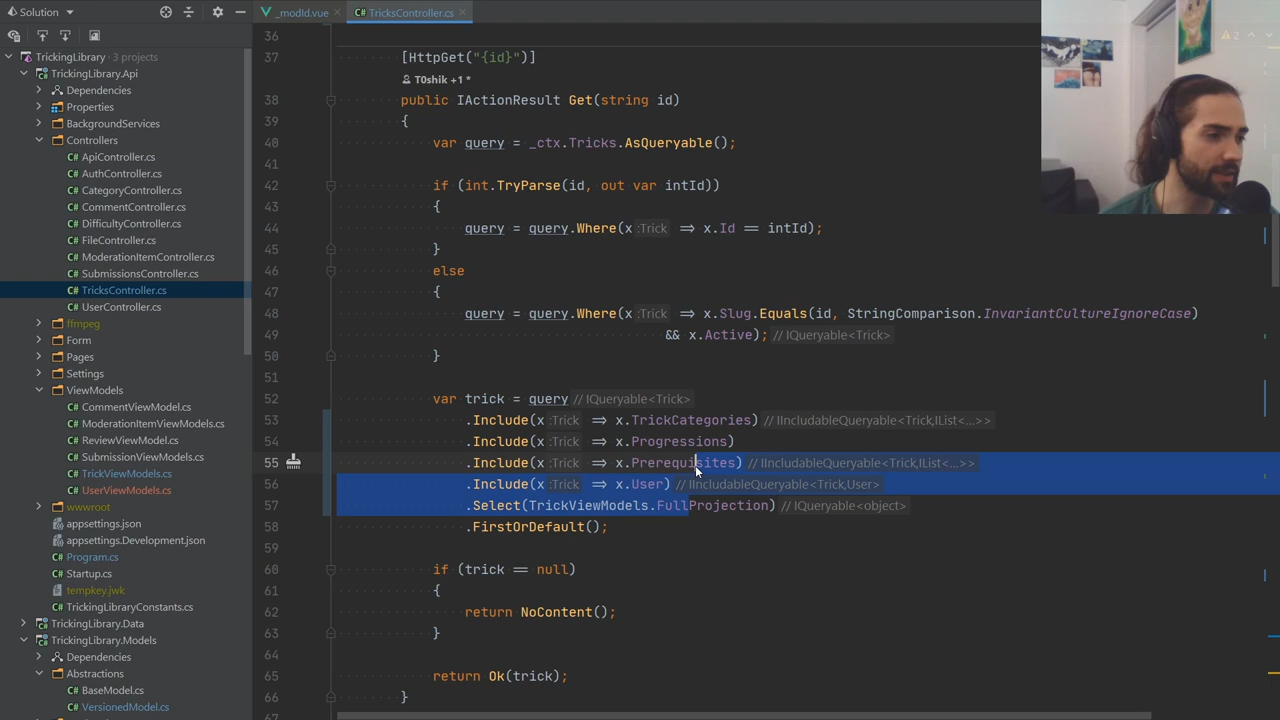 Solution
_modId.vue
TricksController.cs
2
TrickingLibrary · 3 projects
TrickingLibrary.Api
Dependencies
Properties
BackgroundServices
Controllers
ApiController.cs
AuthController.cs
CategoryController.cs
CommentController.cs
DifficultyController.cs
FileController.cs
ModerationItemController.cs
SubmissionsController.cs
TricksController.cs
UserController.cs
ffmpeg
Form
Pages
Settings
ViewModels
CommentViewModel.cs
ModerationItemViewModels.cs
ReviewViewModel.cs
SubmissionViewModels.cs
TrickViewModels.cs
UserViewModels.cs
wwwroot
appsettings.json
appsettings.Development.json
Program.cs
Startup.cs
tempkey.jwk
TrickingLibraryConstants.cs
TrickingLibrary.Data
TrickingLibrary.Models
Dependencies
Abstractions
BaseModel.cs
VersionedModel.cs
36
37 [HttpGet("{id}")]
T0shik +1 *
38 public IActionResult Get(string id)
39 {
40 var query = _ctx.Tricks.AsQueryable();
41
42 if (int.TryParse(id, out var intId))
43 {
44 query = query.Where(x :Trick => x.Id == intId);
45 }
46 else
47 {
48 query = query.Where(x :Trick => x.Slug.Equals(id, StringComparison.InvariantCultureIgnoreCase)
49 && x.Active); // IQueryable<Trick>
50 }
51
52 var trick = query // IQueryable<Trick>
53 .Include(x :Trick => x.TrickCategories) // IIncludableQueryable<Trick,IList<...>>
54 .Include(x :Trick => x.Progressions)
55 .Include(x :Trick => x.Prerequisites) // IIncludableQueryable<Trick,IList<...>>
56 .Include(x :Trick => x.User) // IIncludableQueryable<Trick,User>
57 .Select(TrickViewModels.FullProjection) // IQueryable<object>
58 .FirstOrDefault();
59
60 if (trick == null)
61 {
62 return NoContent();
63 }
64
65 return Ok(trick);
66 }
67